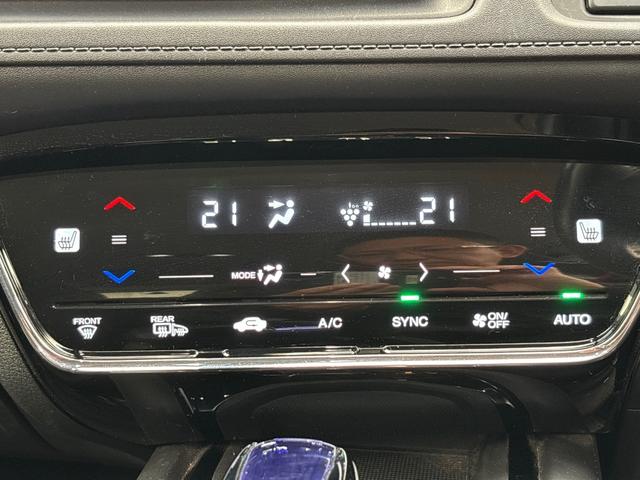 21 21
MODE
FRONT REAR A/C SYNC ON/OFF AUTO